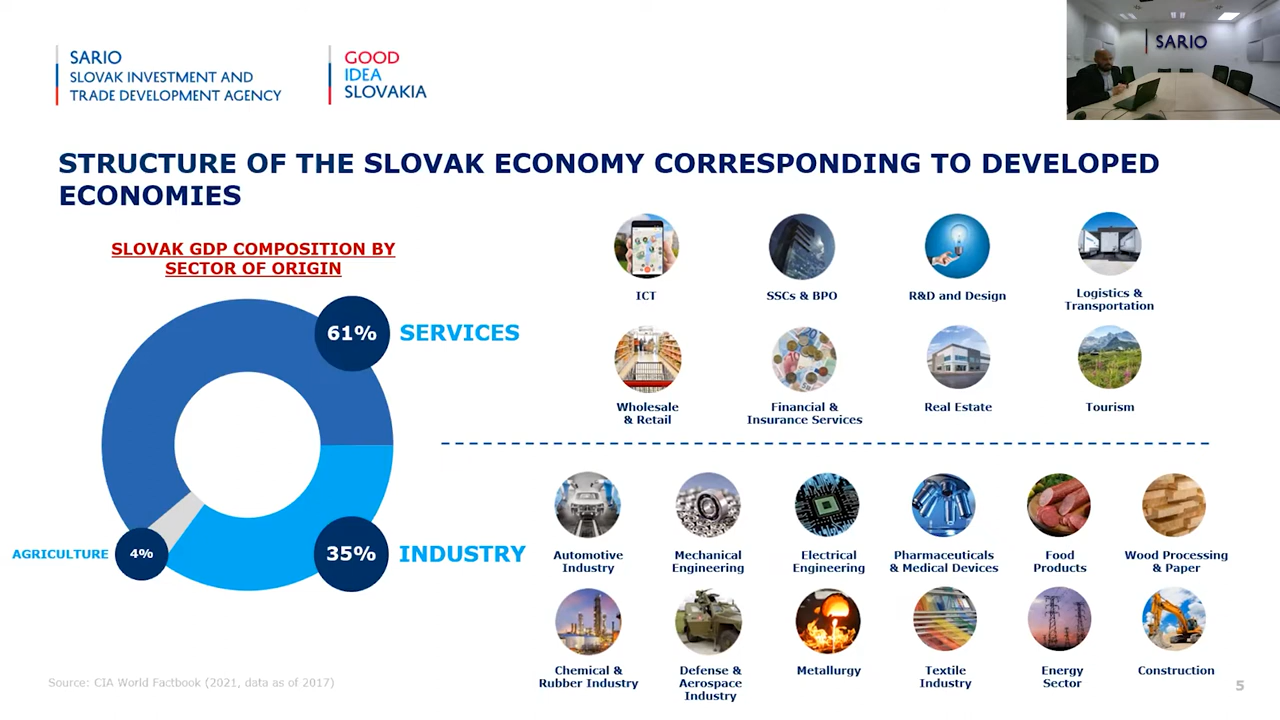 SARIO
SLOVAK INVESTMENT AND
TRADE DEVELOPMENT AGENCY
GOOD
IDEA
SLOVAKIA
SARIO
STRUCTURE OF THE SLOVAK ECONOMY CORRESPONDING TO DEVELOPED
ECONOMIES
SLOVAK GDP COMPOSITION BY
SECTOR OF ORIGIN
61%
SERVICES
ICT
SSCs & BPO
R&D and Design
Logistics &
Transportation
Wholesale
& Retail
Financial &
Insurance Services
Real Estate
Tourism
AGRICULTURE
4%
35%
INDUSTRY
Automotive
Industry
Mechanical
Engineering
Electrical
Engineering
Pharmaceuticals
& Medical Devices
Food
Products
Wood Processing
& Paper
Chemical &
Rubber Industry
Defense &
Aerospace
Industry
Metallurgy
Textile
Industry
Energy
Sector
Construction
Source: CIA World Factbook (2021, data as of 2017)
5